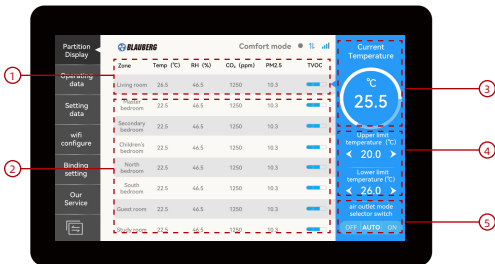 Partition
Display
Operating
data
Setting
data
wifi
configure
Binding
setting
Our
Service
BLAUBERG
Comfort mode
Zone Temp (℃) RH (%) CO₂ (ppm) PM2.5 TVOC
Living room 26.5 46.5 1250 10.3
Master
bedroom 22.5 46.5 1250 10.3
Secondary
bedroom 22.5 46.5 1250 10.3
Children's
bedroom 22.5 46.5 1250 10.3
North
bedroom 22.5 46.5 1250 10.3
South
bedroom 22.5 46.5 1250 10.3
Guest room 22.5 46.5 1250 10.3
Study room 22.5 46.5 1250 10.3
Current
Temperature
℃
25.5
Upper limit
temperature (℃)
< 20.0 >
Lower limit
temperature (℃)
< 26.0 >
air outlet mode
selector switch
OFF AUTO ON
1
2
3
4
5